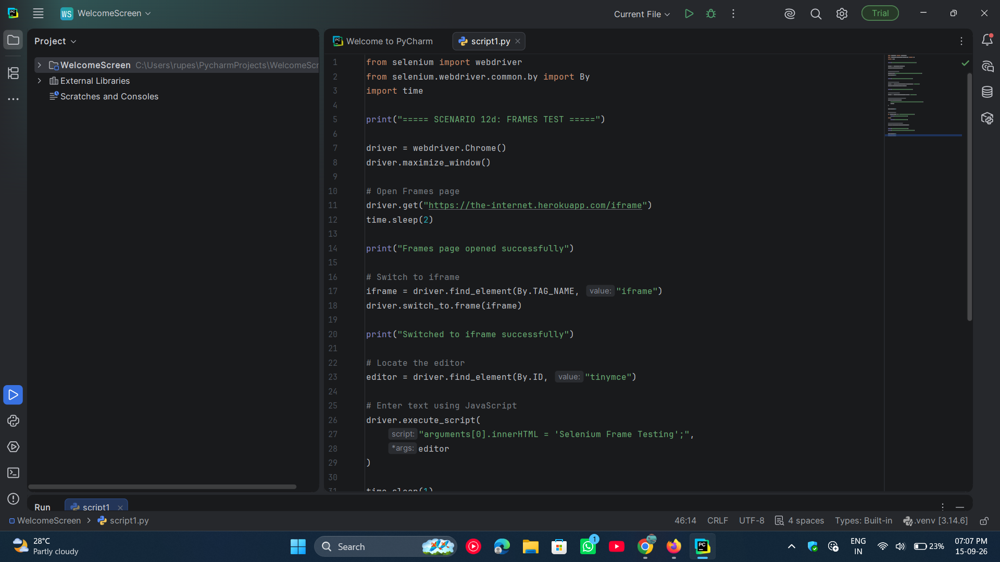 WS WelcomeScreen
Current File
Trial
Project
WelcomeScreen C:\Users\rupes\PycharmProjects\WelcomeScr
External Libraries
Scratches and Consoles
Welcome to PyCharm
script1.py
1 from selenium import webdriver
2 from selenium.webdriver.common.by import By
3 import time
4
5 print("===== SCENARIO 12d: FRAMES TEST =====")
6
7 driver = webdriver.Chrome()
8 driver.maximize_window()
9
10 # Open Frames page
11 driver.get("https://the-internet.herokuapp.com/iframe")
12 time.sleep(2)
13
14 print("Frames page opened successfully")
15
16 # Switch to iframe
17 iframe = driver.find_element(By.TAG_NAME, value: "iframe")
18 driver.switch_to.frame(iframe)
19
20 print("Switched to iframe successfully")
21
22 # Locate the editor
23 editor = driver.find_element(By.ID, value: "tinymce")
24
25 # Enter text using JavaScript
26 driver.execute_script(
27 script: "arguments[0].innerHTML = 'Selenium Frame Testing';",
28 *args: editor
29 )
30
31 time.sleep(1)
Run script1
WelcomeScreen > script1.py
46:14 CRLF UTF-8 4 spaces Types: Built-in .venv [3.14.6]
28°C
Partly cloudy
Search
1
ENG
IN
23%
07:07 PM
15-09-26